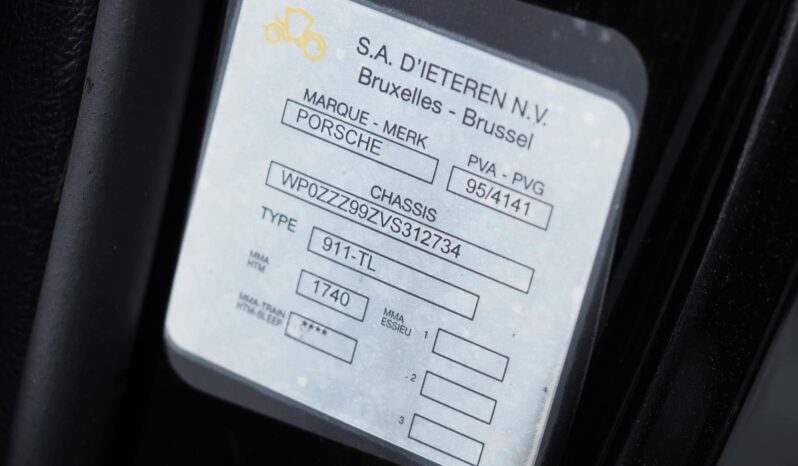 S.A. D'IETEREN N.V.
Bruxelles - Brussel
MARQUE - MERK
PORSCHE
PVA - PVG
95/4141
CHASSIS
WP0ZZZ99ZVS312734
TYPE
911-TL
MMA
HTM
1740
MMA-TRAIN
HTM-SLEEP
****
MMA
ESSIEU
1
2
3